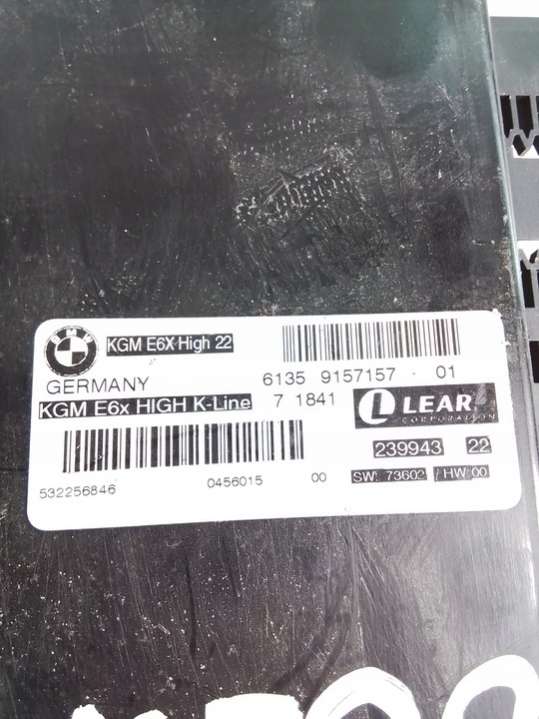 BMW
KGM E6X High 22
GERMANY
6135 9157157 - 01
KGM E6x HIGH K-Line
7 1841
L LEAR
CORPORATION
239943 22
532256846 0456015 00
SW: 73602 / HW:00